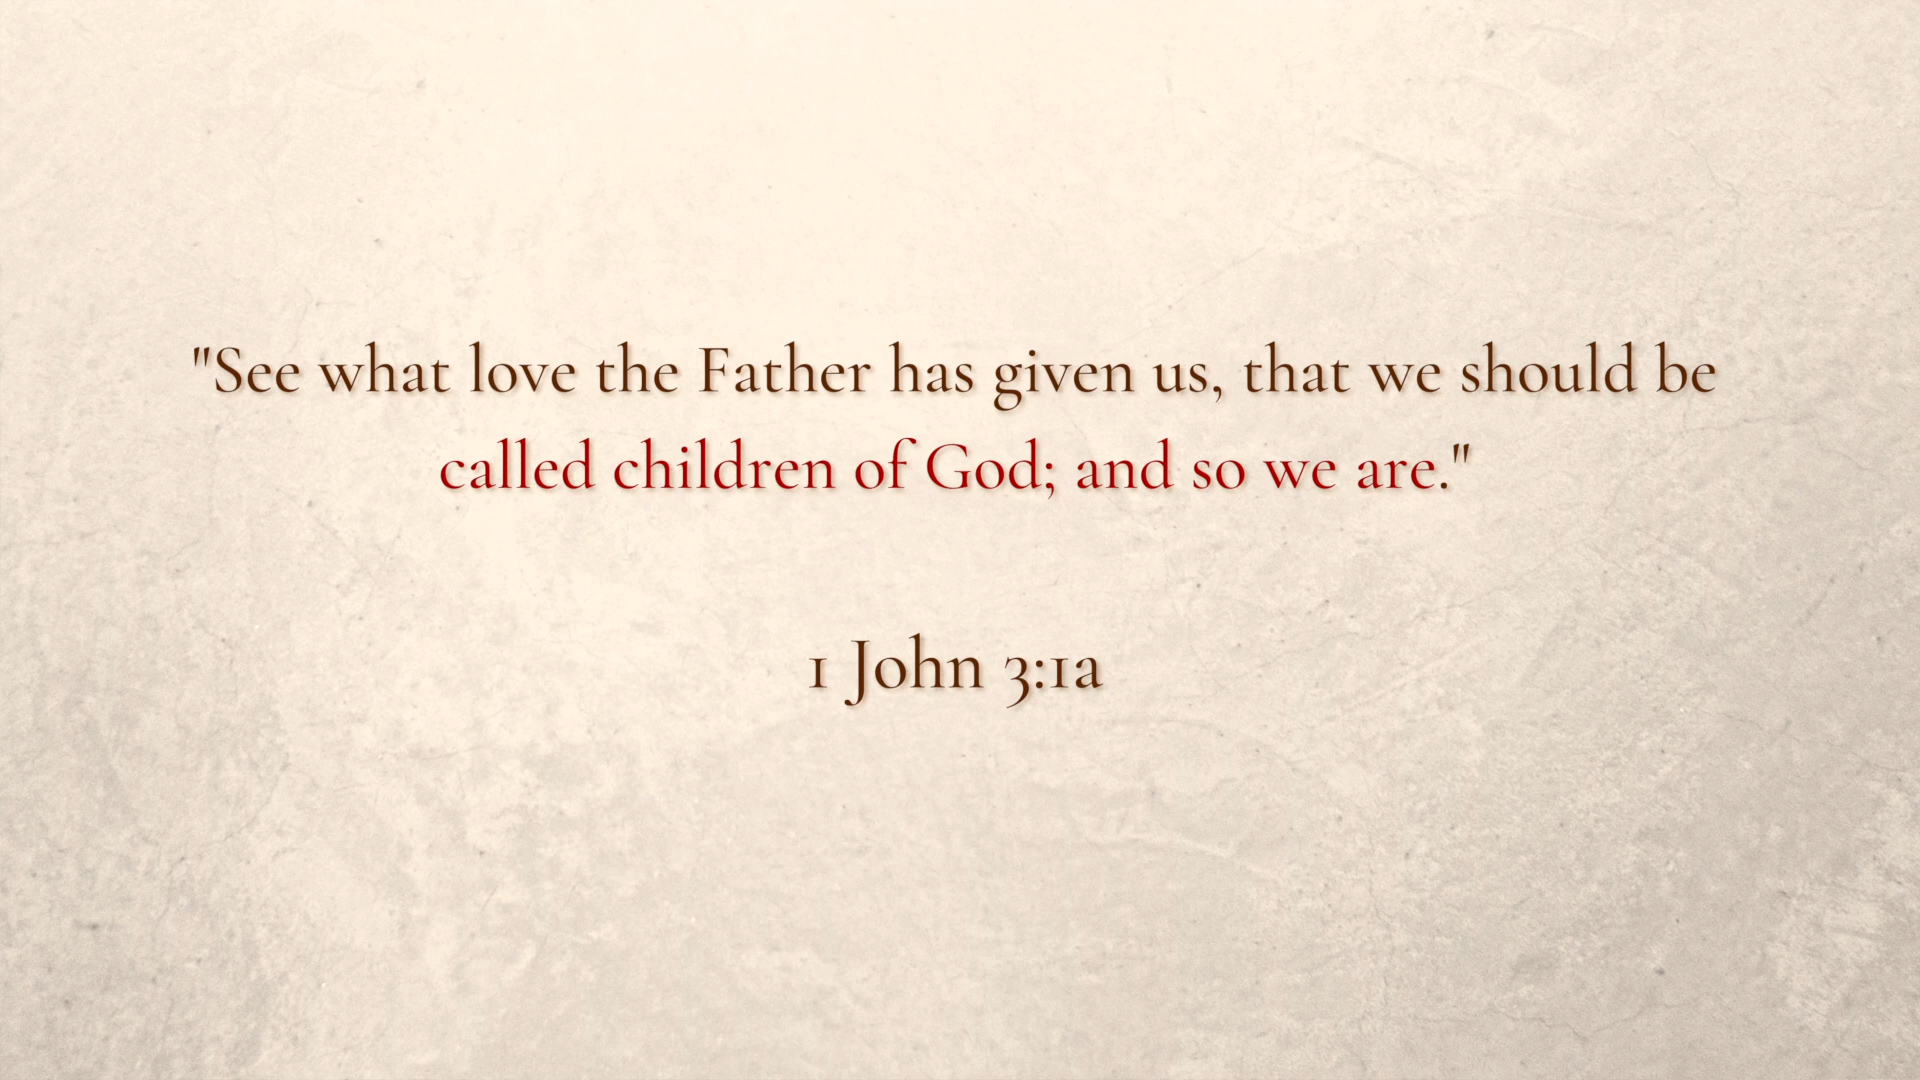 "See what love the Father has given us, that we should be
called children of God; and so we are."
1 John 3:1a